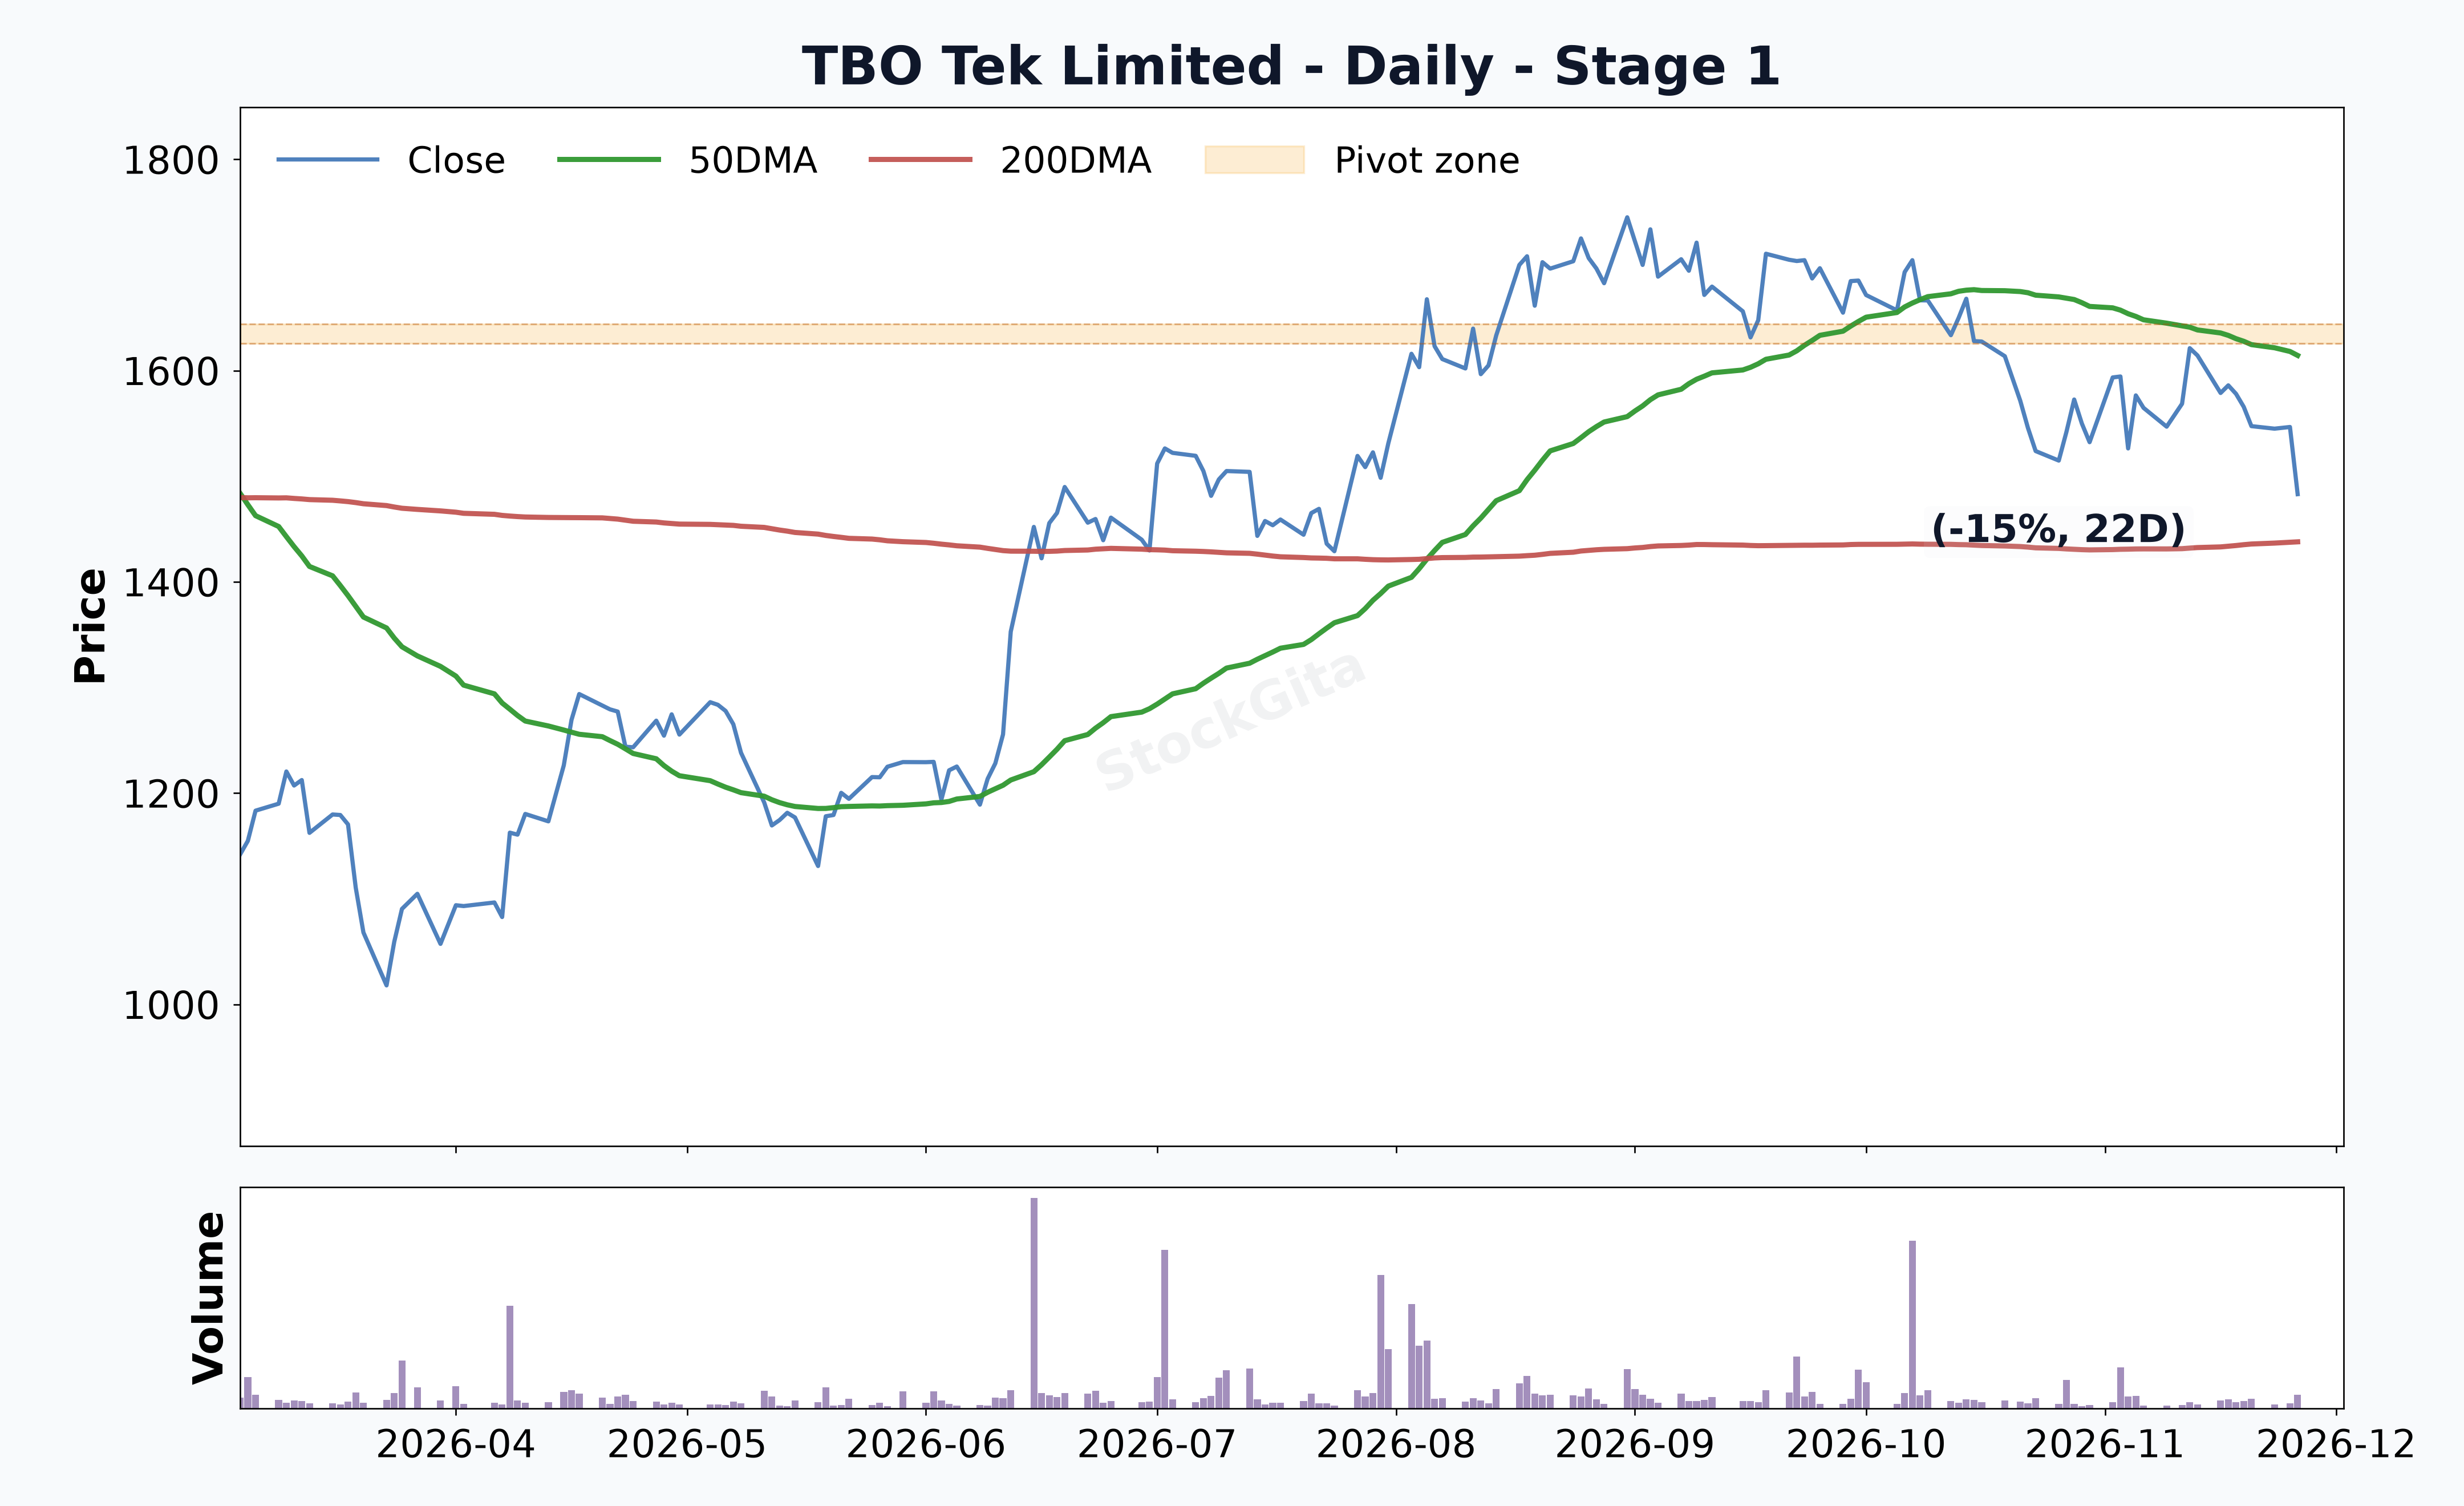 TBO Tek Limited - Daily - Stage 1
Close 50DMA 200DMA Pivot zone
1800
1600
1400
1200
1000
Price
(-15%, 22D)
StockGita
Volume
2026-04 2026-05 2026-06 2026-07 2026-08 2026-09 2026-10 2026-11 2026-12